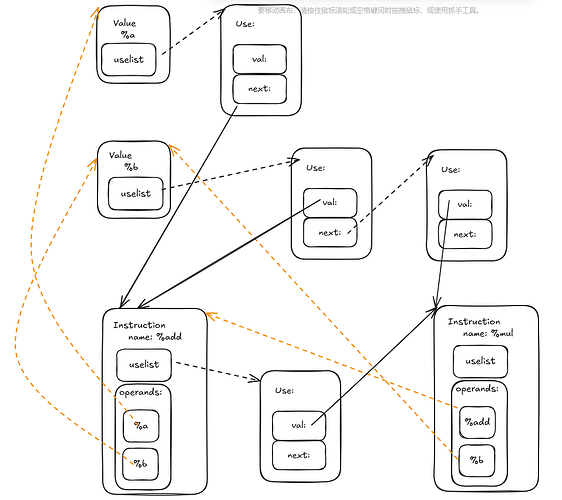 要移动画布，请按住鼠标滚轮或空格键同时拖拽鼠标，或使用抓手工具。
Value
%a
uselist
Use:
val:
next:
Value
%b
uselist
Use:
val:
next:
Use:
val:
next:
Instruction
name: %add
uselist
operands:
%a
%b
Use:
val:
next:
Instruction
name: %mul
uselist
operands:
%add
%b